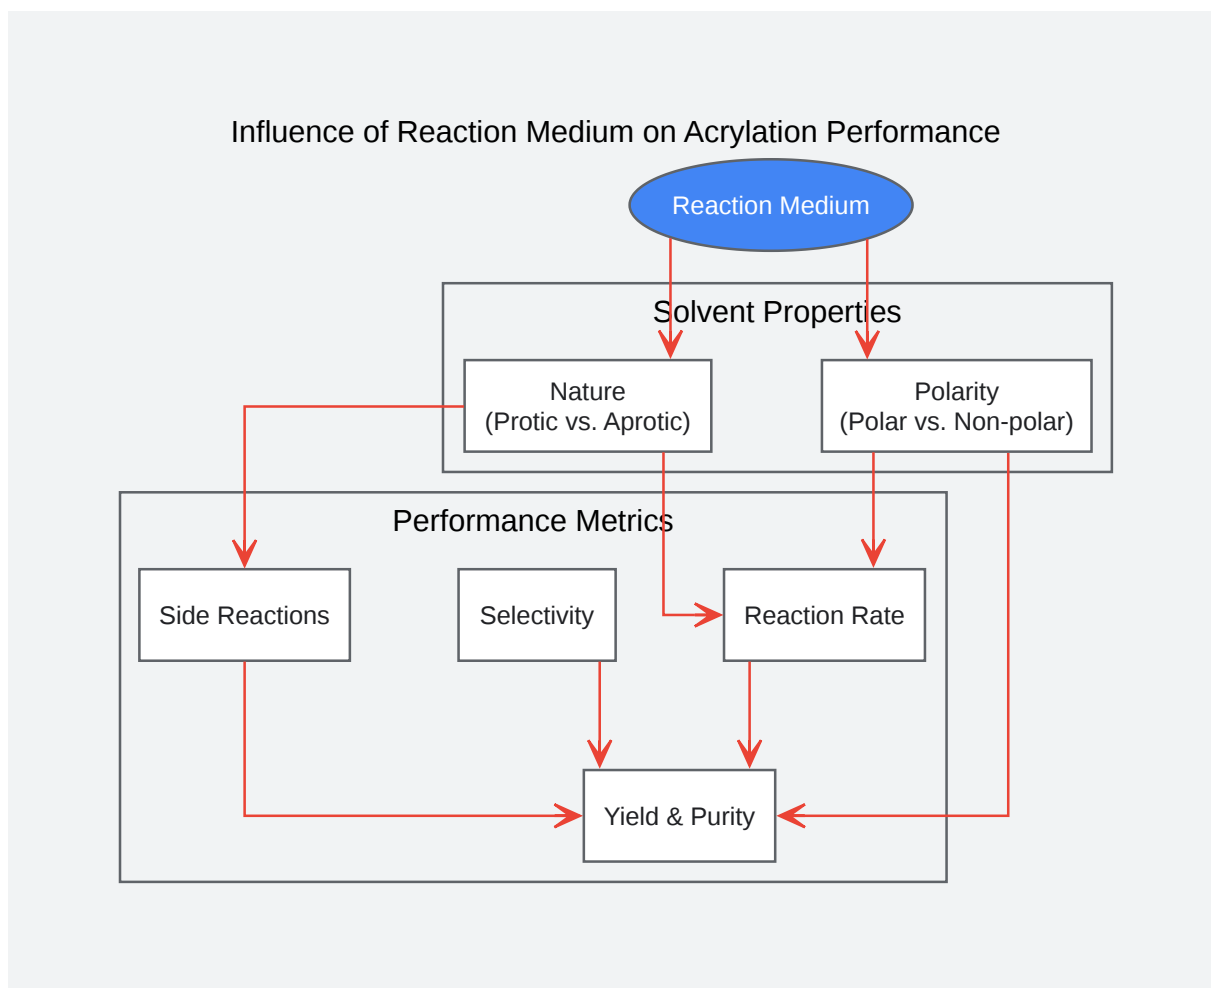 Influence of Reaction Medium on Acrylation Performance
Reaction Medium
Solvent Properties
Nature
(Protic vs. Aprotic)
Polarity
(Polar vs. Non-polar)
Performance Metrics
Side Reactions
Selectivity
Reaction Rate
Yield & Purity